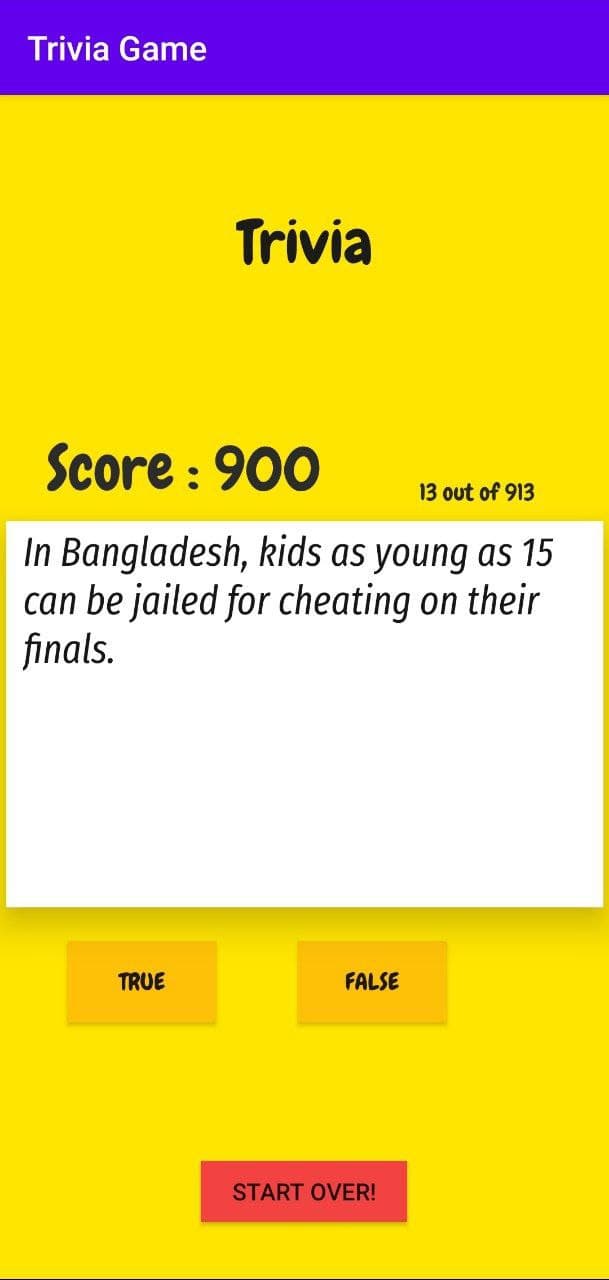 Trivia Game
Trivia
Score : 900
13 out of 913
In Bangladesh, kids as young as 15
can be jailed for cheating on their
finals.
TRUE
FALSE
START OVER!